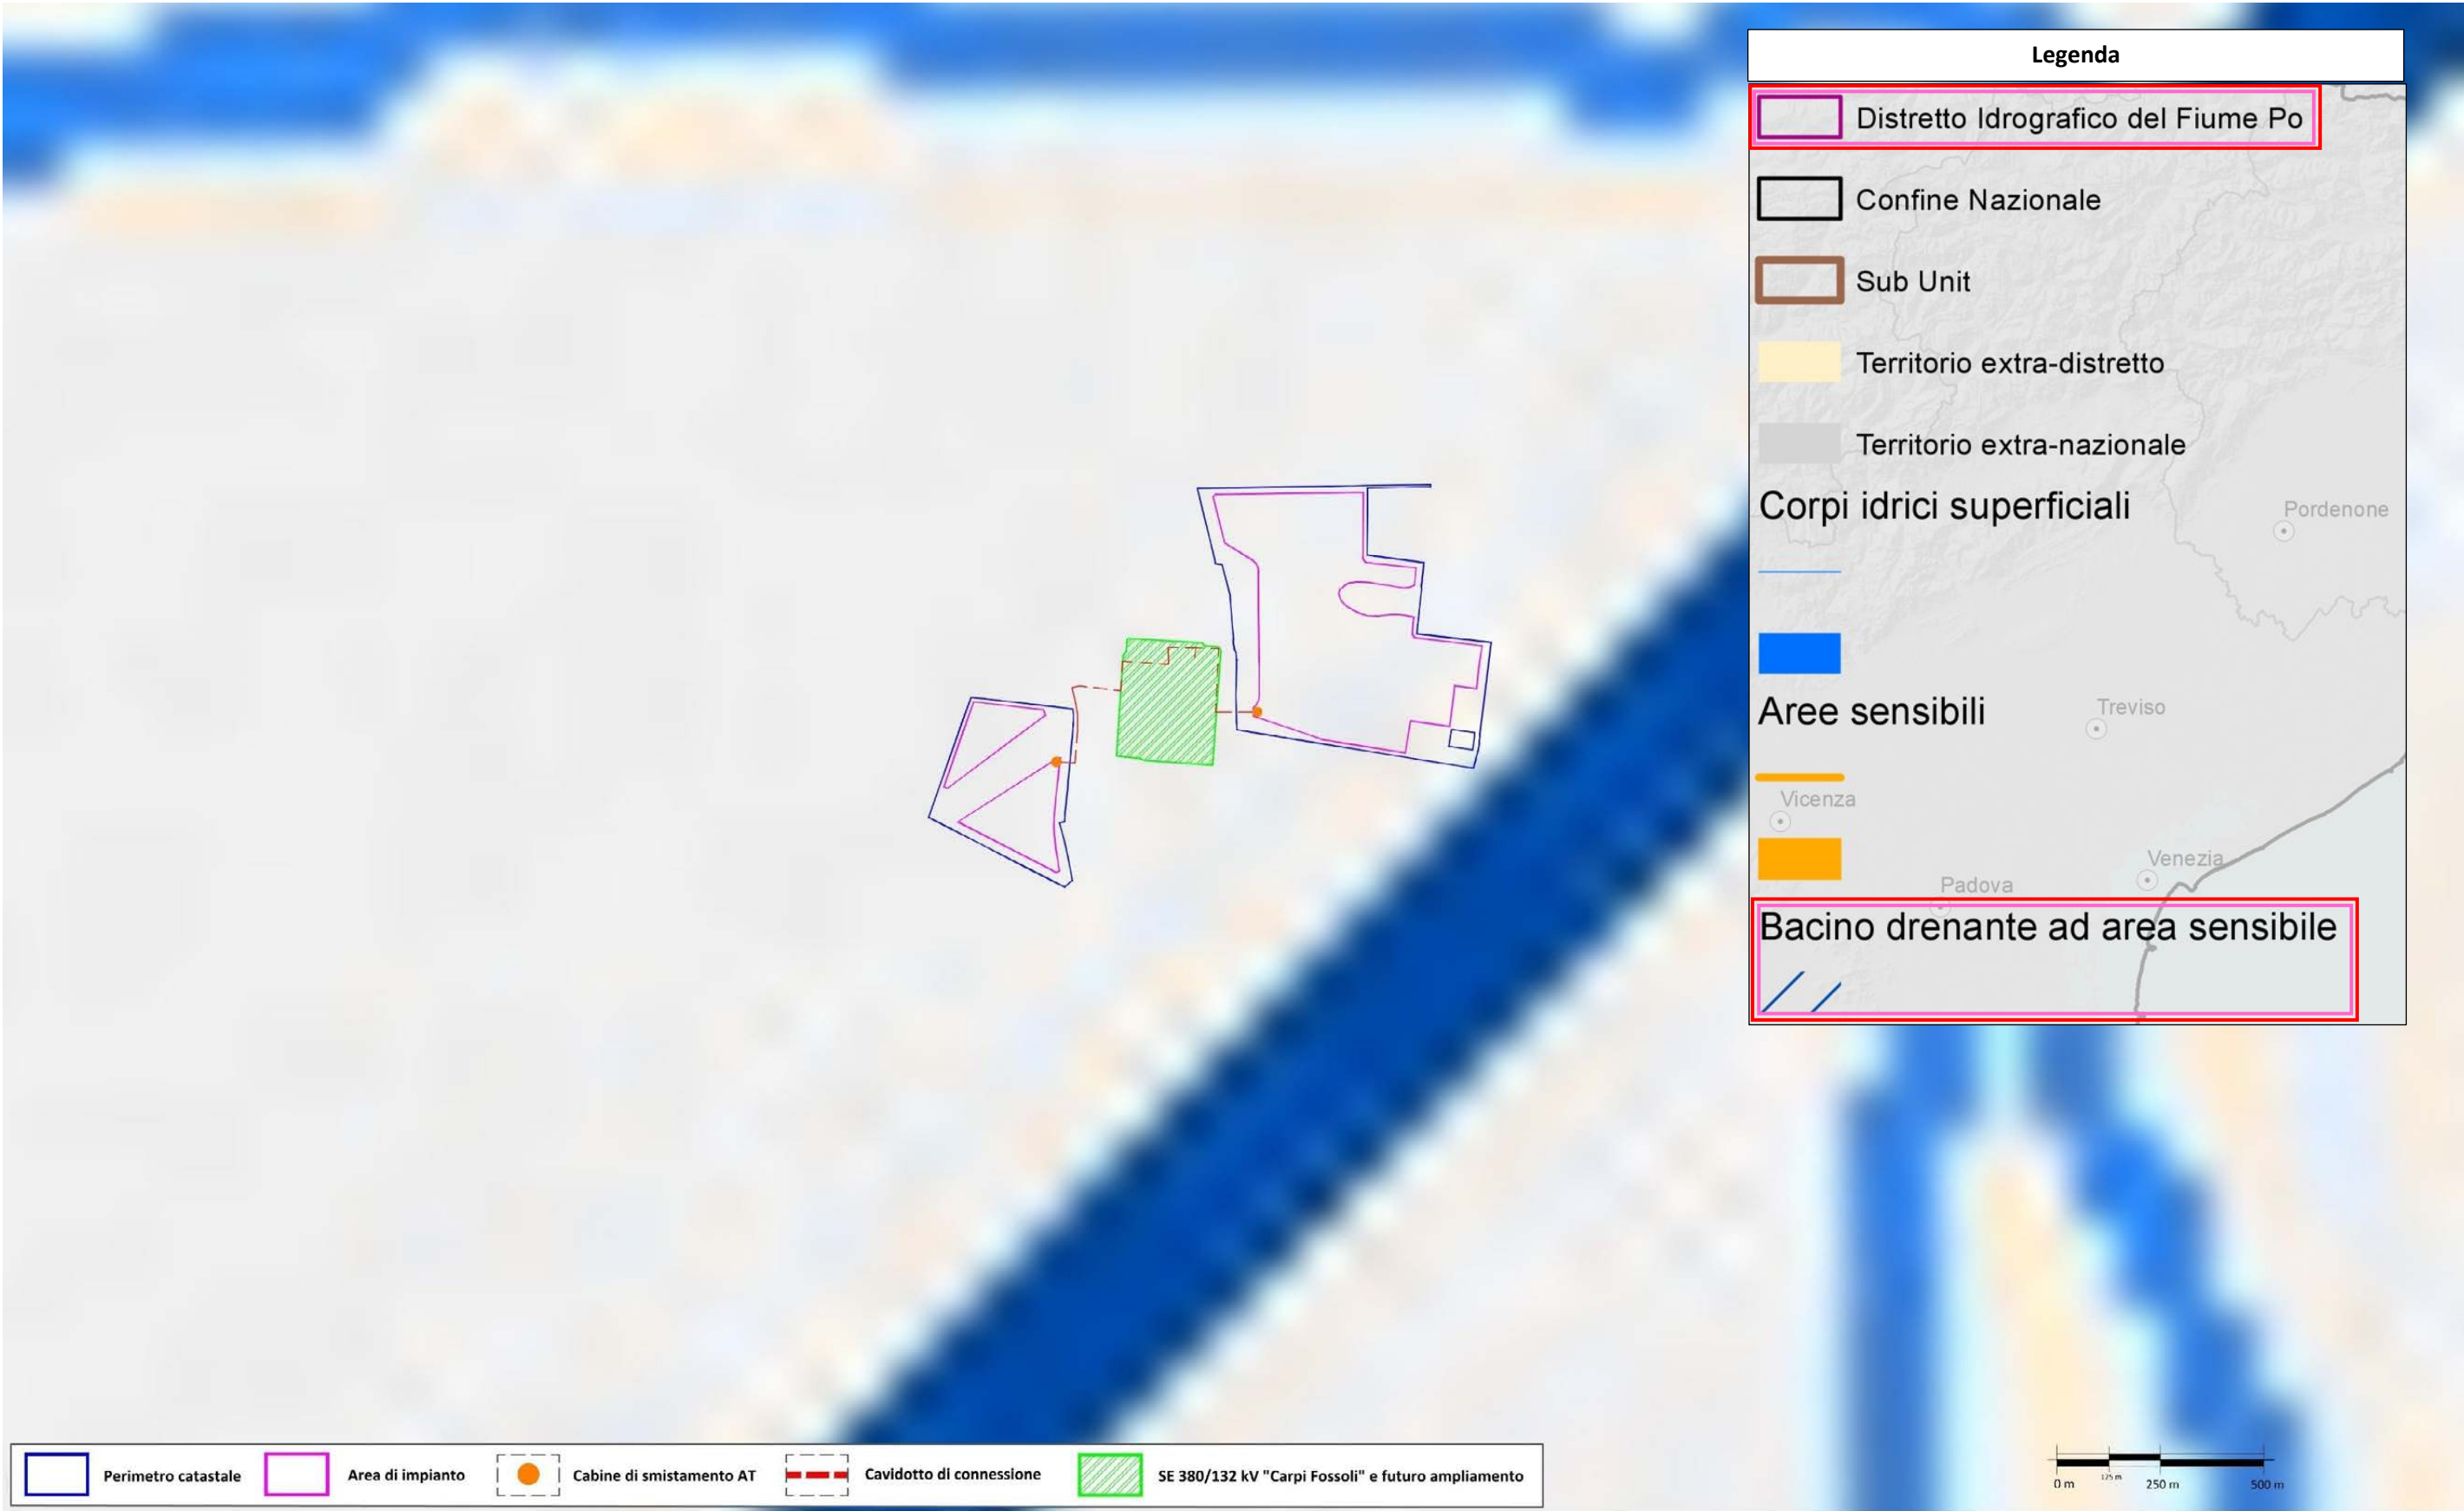 Legenda
Distretto Idrografico del Fiume Po
Confine Nazionale
Sub Unit
Territorio extra-distretto
Territorio extra-nazionale
Corpi idrici superficiali
Pordenone
Aree sensibili
Treviso
Vicenza
Venezia
Padova
Bacino drenante ad area sensibile
Perimetro catastale
Area di impianto
Cabine di smistamento AT
Cavidotto di connessione
SE 380/132 kV "Carpi Fossoli" e futuro ampliamento
0 m
125 m
250 m
500 m